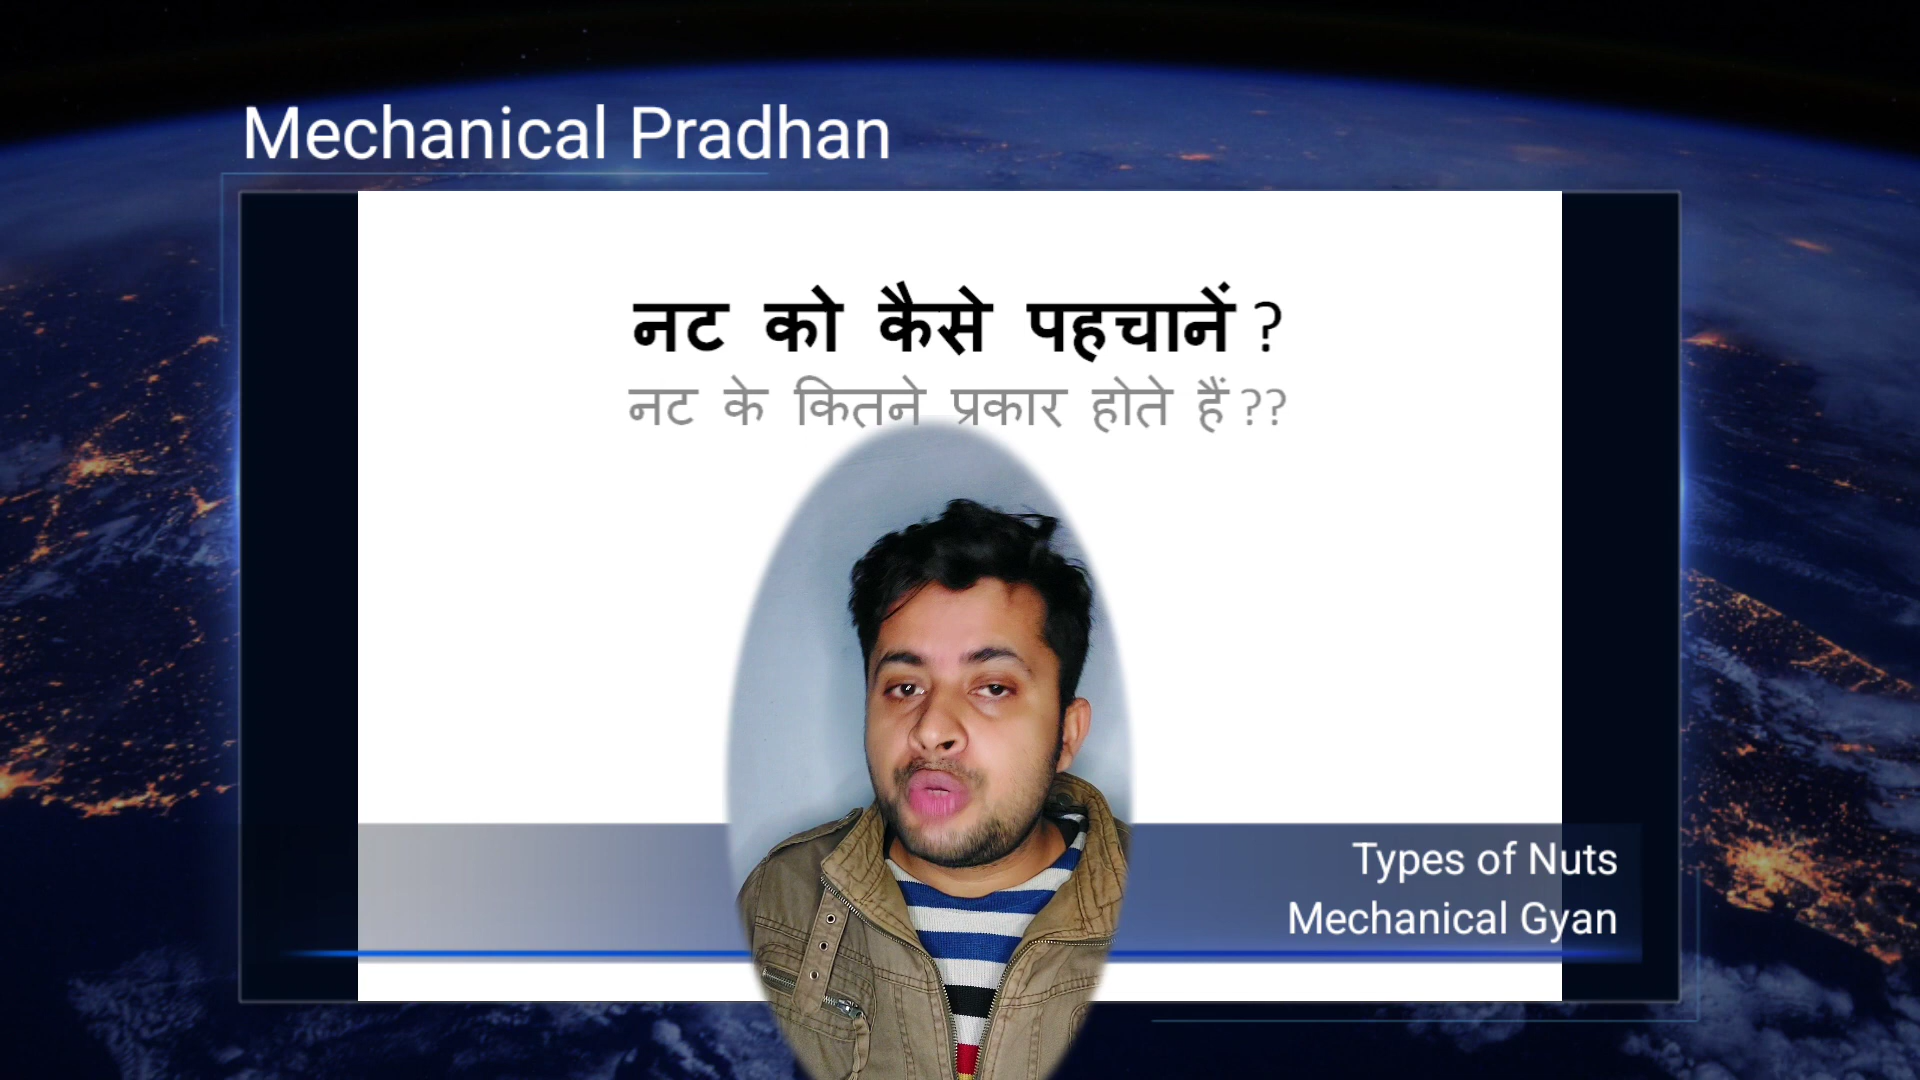 Mechanical Pradhan
नट को कैसे पहचानें ?
नट के कितने प्रकार होते हैं ??
Types of Nuts
Mechanical Gyan